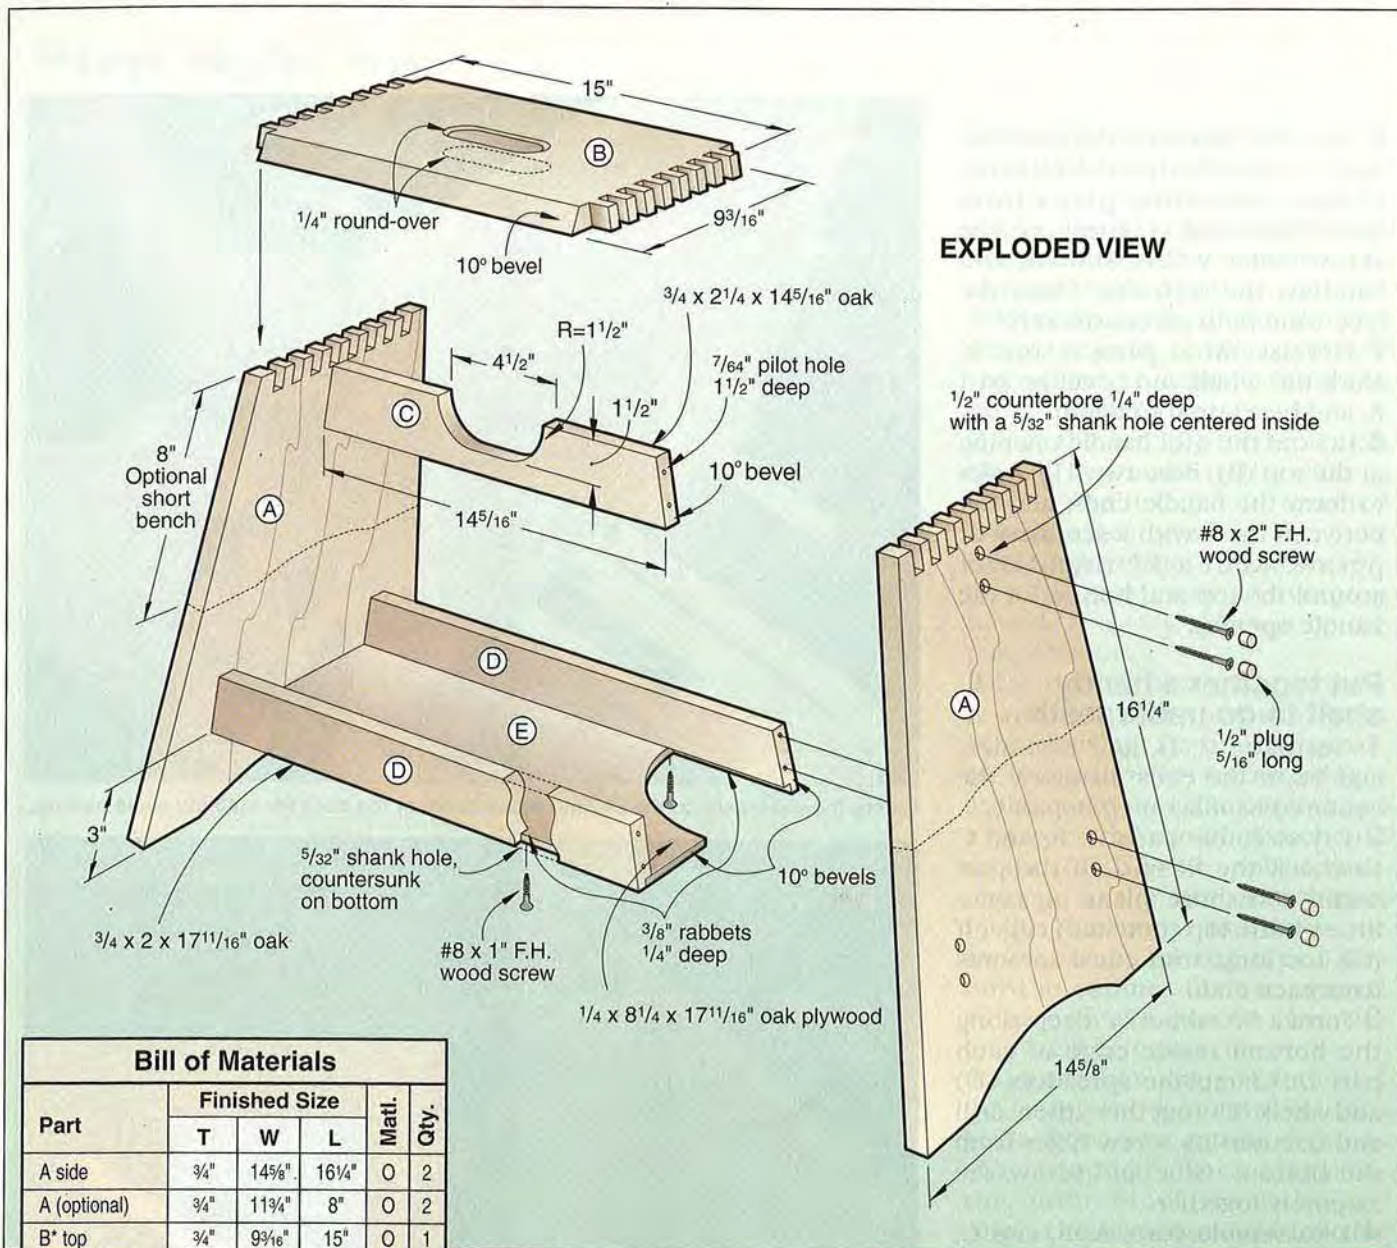 15"
B
9 3/16"
1/4" round-over
10° bevel
EXPLODED VIEW
3/4 x 2 1/4 x 14 5/16" oak
R=1 1/2"
4 1/2"
7/64" pilot hole
1 1/2" deep
1 1/2"
C
10° bevel
1/2" counterbore 1/4" deep
with a 5/32" shank hole centered inside
8"
Optional
short
bench
A
14 5/16"
#8 x 2" F.H.
wood screw
D
A
16 1/4"
E
1/2" plug
5/16" long
D
3"
5/32" shank hole,
countersunk
on bottom
10° bevels
3/4 x 2 x 17 11/16" oak
#8 x 1" F.H.
wood screw
3/8" rabbets
1/4" deep
1/4 x 8 1/4 x 17 11/16" oak plywood
14 5/8"
Bill of Materials
Part Finished Size Matl. Qty.
T W L
A side 3/4" 14 5/8" 16 1/4" O 2
A (optional) 3/4" 11 3/4" 8" O 2
B* top 3/4" 9 3/16" 15" O 1